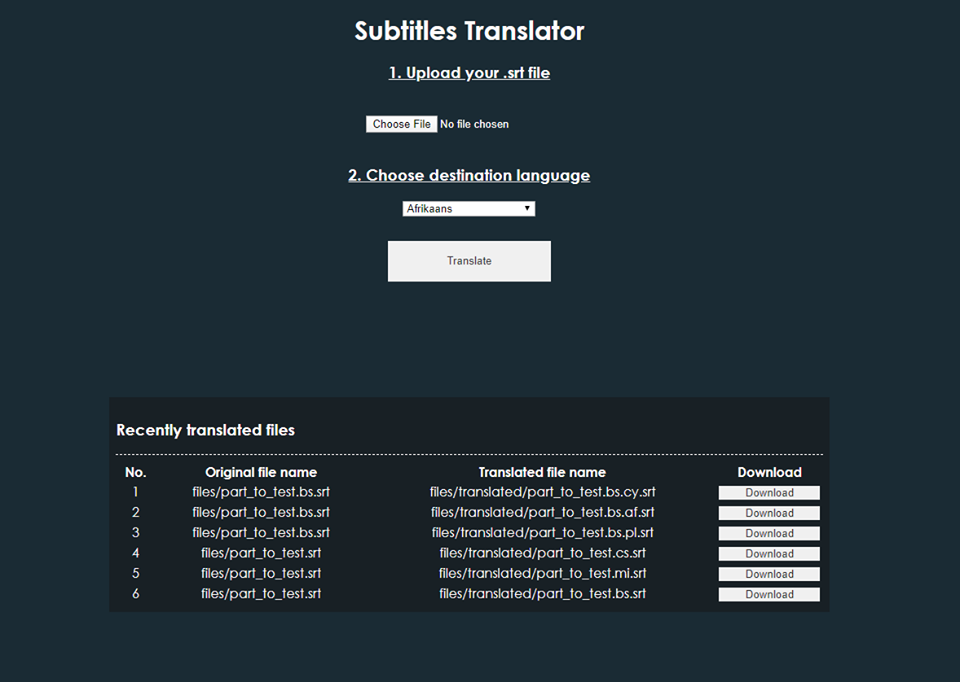 Subtitles Translator
1. Upload your .srt file
Choose File No file chosen
2. Choose destination language
Afrikaans
Translate
Recently translated files
No. Original file name Translated file name Download
1 files/part_to_test.bs.srt files/translated/part_to_test.bs.cy.srt Download
2 files/part_to_test.bs.srt files/translated/part_to_test.bs.af.srt Download
3 files/part_to_test.bs.srt files/translated/part_to_test.bs.pl.srt Download
4 files/part_to_test.srt files/translated/part_to_test.cs.srt Download
5 files/part_to_test.srt files/translated/part_to_test.mi.srt Download
6 files/part_to_test.srt files/translated/part_to_test.bs.srt Download